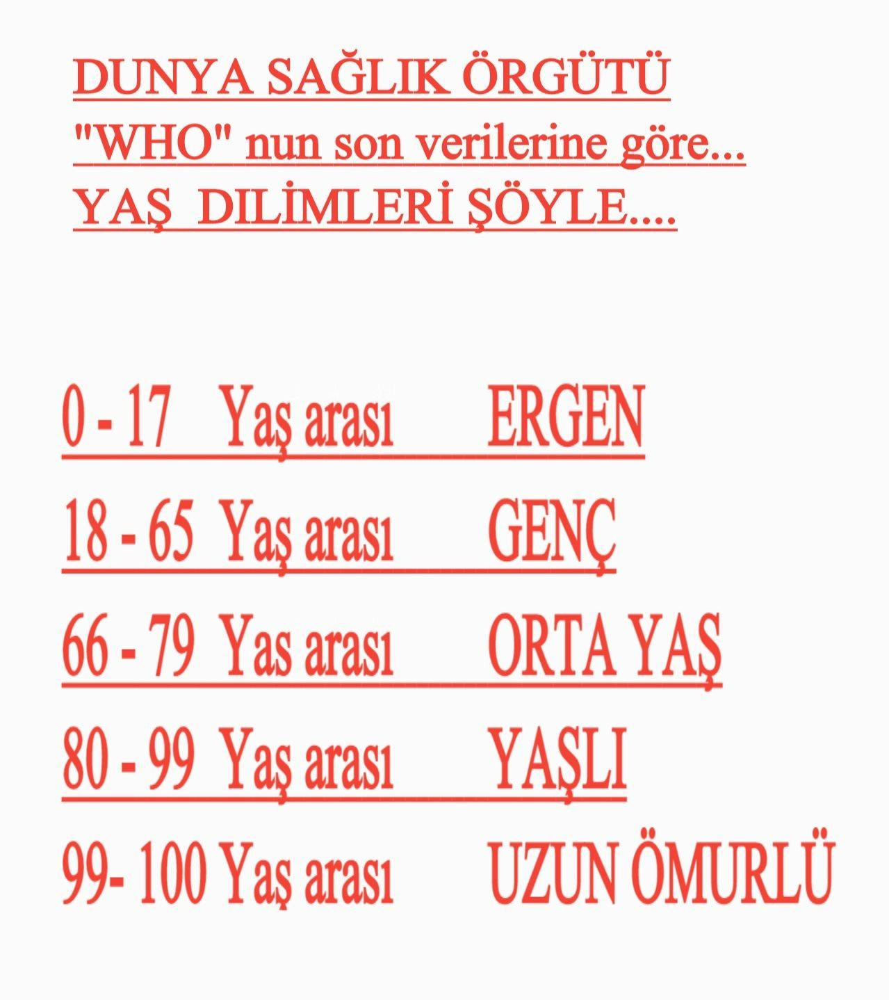 DUNYA SAĞLIK ÖRGÜTÜ
"WHO" nun son verilerine göre...
YAŞ DILİMLERİ ŞÖYLE....
0 - 17 Yaş arası ERGEN
18 - 65 Yaş arası GENÇ
66 - 79 Yas arası ORTA YAŞ
80 - 99 Yaş arası YAŞLI
99- 100 Yaş arası UZUN ÖMURLÜ